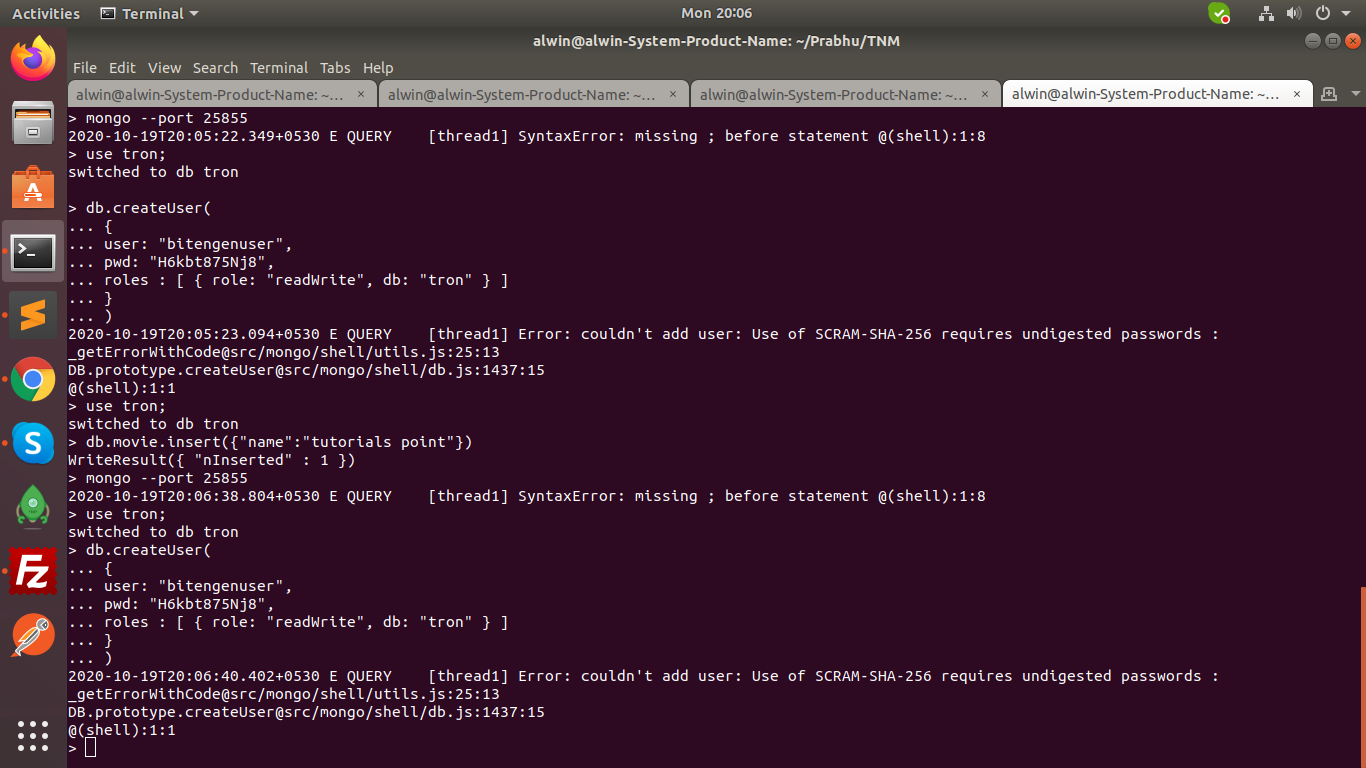 Activities Terminal Mon 20:06
alwin@alwin-System-Product-Name: ~/Prabhu/TNM
File Edit View Search Terminal Tabs Help
alwin@alwin-System-Product-Name: ~... × alwin@alwin-System-Product-Name: ~... × alwin@alwin-System-Product-Name: ~... × alwin@alwin-System-Product-Name: ~... ×
> mongo --port 25855
2020-10-19T20:05:22.349+0530 E QUERY    [thread1] SyntaxError: missing ; before statement @(shell):1:8
> use tron;
switched to db tron
> db.createUser(
... {
... user: "bitengenuser",
... pwd: "H6kbt875Nj8",
... roles : [ { role: "readWrite", db: "tron" } ]
... }
... )
2020-10-19T20:05:23.094+0530 E QUERY    [thread1] Error: couldn't add user: Use of SCRAM-SHA-256 requires undigested passwords :
_getErrorWithCode@src/mongo/shell/utils.js:25:13
DB.prototype.createUser@src/mongo/shell/db.js:1437:15
@(shell):1:1
> use tron;
switched to db tron
> db.movie.insert({"name":"tutorials point"})
WriteResult({ "nInserted" : 1 })
> mongo --port 25855
2020-10-19T20:06:38.804+0530 E QUERY    [thread1] SyntaxError: missing ; before statement @(shell):1:8
> use tron;
switched to db tron
> db.createUser(
... {
... user: "bitengenuser",
... pwd: "H6kbt875Nj8",
... roles : [ { role: "readWrite", db: "tron" } ]
... }
... )
2020-10-19T20:06:40.402+0530 E QUERY    [thread1] Error: couldn't add user: Use of SCRAM-SHA-256 requires undigested passwords :
_getErrorWithCode@src/mongo/shell/utils.js:25:13
DB.prototype.createUser@src/mongo/shell/db.js:1437:15
@(shell):1:1
>